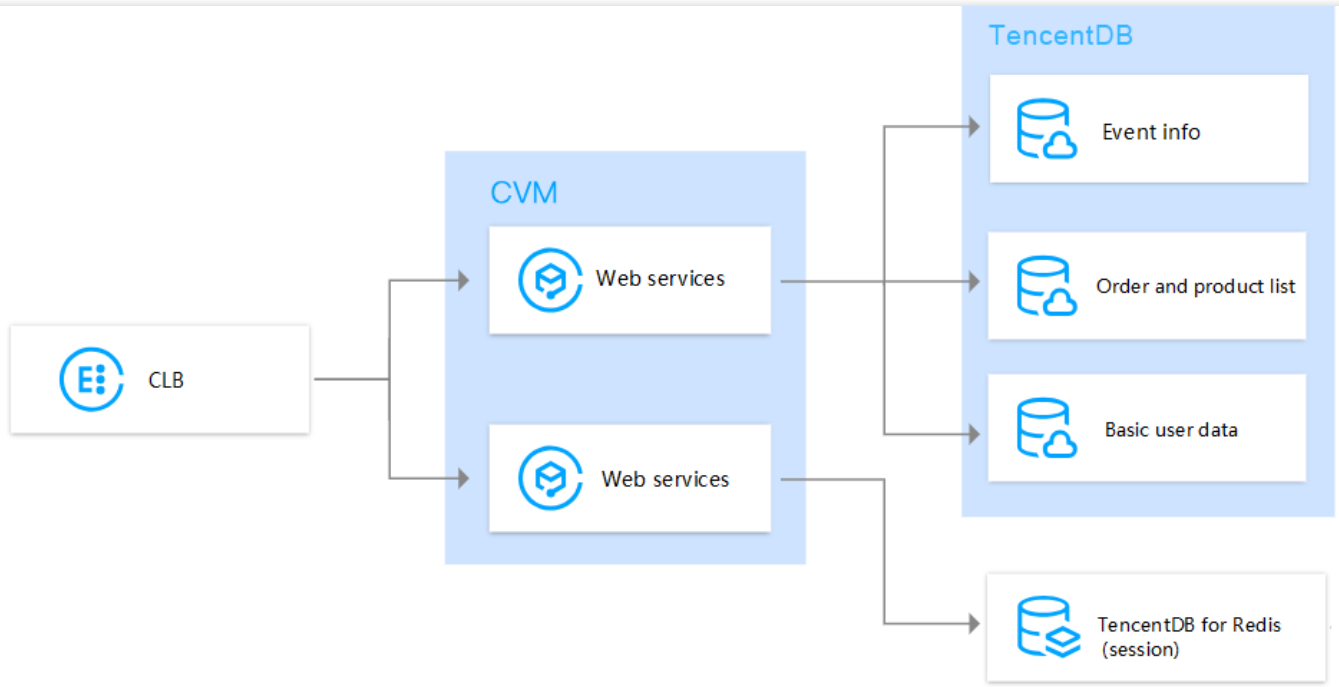 TencentDB
Event info
CVM
Web services
Order and product list
CLB
Basic user data
Web services
TencentDB for Redis
(session)